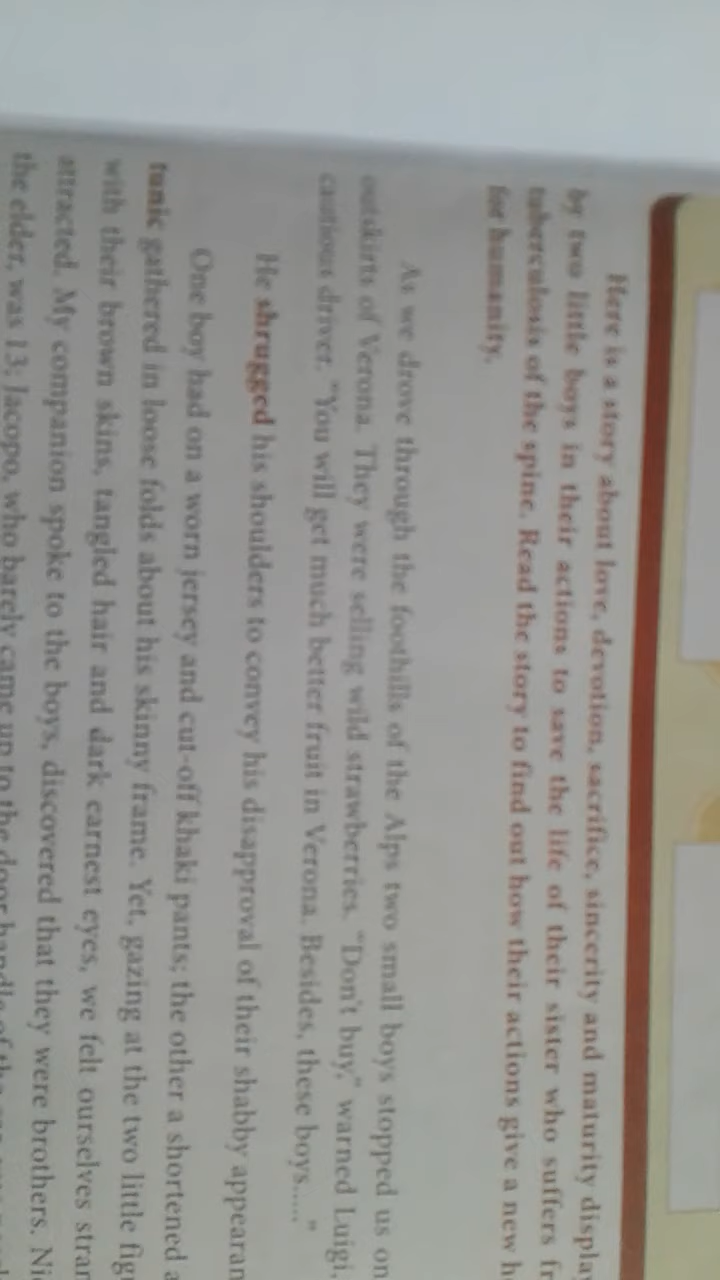 Here is a story about love, devotion, sacrifice, sincerity and maturity displa
by two little boys in their actions to save the life of their sister who suffers fr
tuberculosis of the spine. Read the story to find out how their actions give a new h
for humanity.
As we drove through the foothills of the Alps two small boys stopped us on
outskirts of Verona. They were selling wild strawberries. “Don't buy,” warned Luigi,
cautious driver. “You will get much better fruit in Verona. Besides, these boys.....”
He shrugged his shoulders to convey his disapproval of their shabby appearan
One boy had on a worn jersey and cut-off khaki pants; the other a shortened a
tunic gathered in loose folds about his skinny frame. Yet, gazing at the two little figu
with their brown skins, tangled hair and dark earnest eyes, we felt ourselves stran
attracted. My companion spoke to the boys, discovered that they were brothers. Ni
the elder, was 13; Jacopo, who barely came up to the door handle of the car